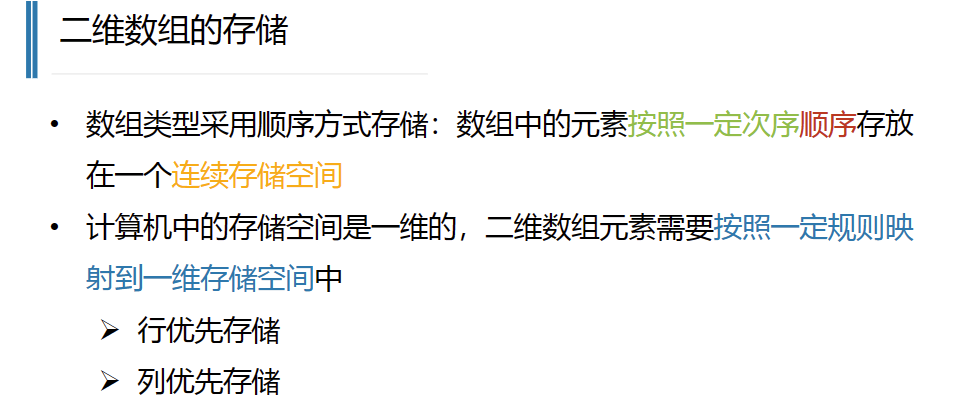 二维数组的存储
• 数组类型采用顺序方式存储：数组中的元素按照一定次序顺序存放
在一个连续存储空间
• 计算机中的存储空间是一维的，二维数组元素需要按照一定规则映
射到一维存储空间中
➢ 行优先存储
➢ 列优先存储